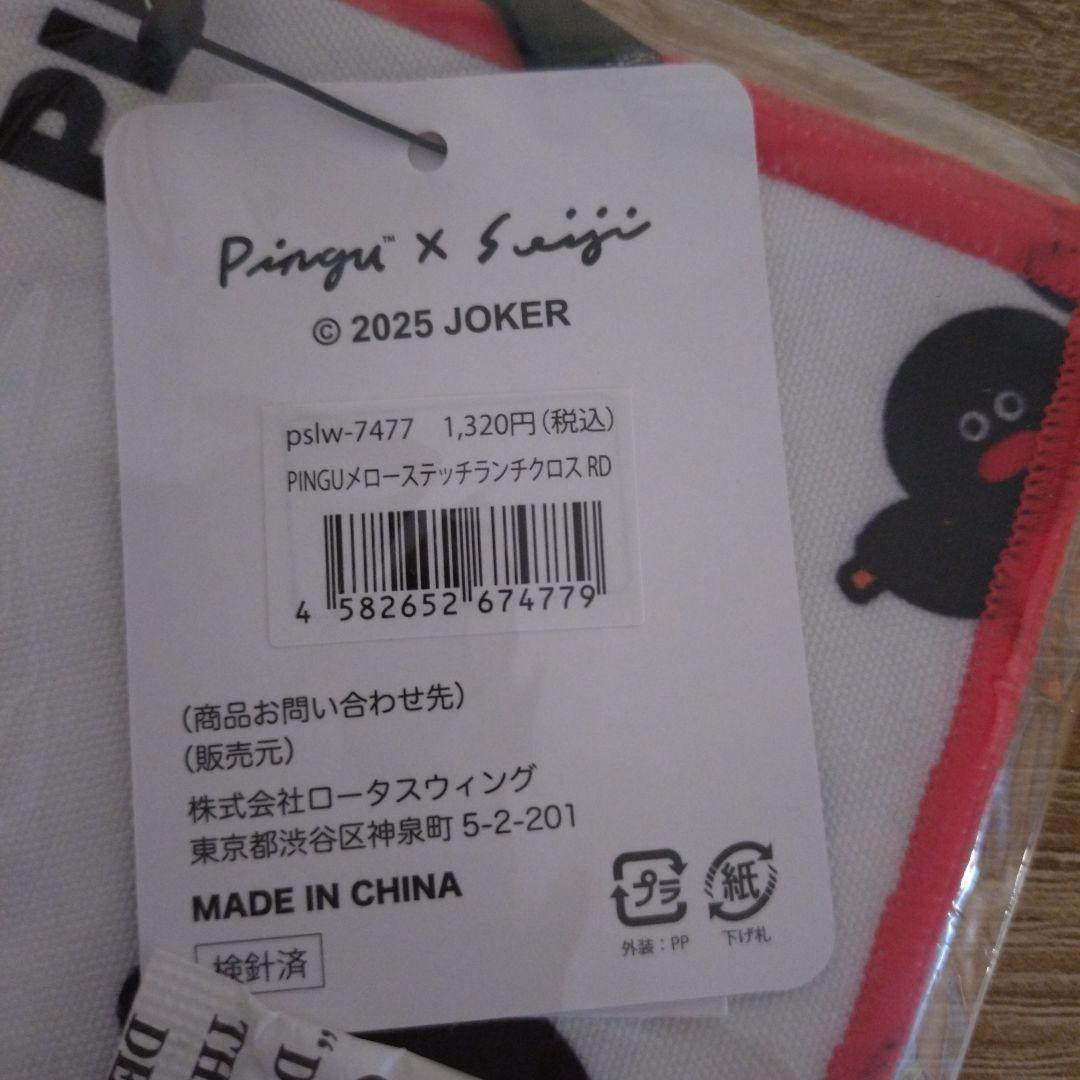 PI
Pingu™ × Seiji
© 2025 JOKER
pslw-7477 1,320円(税込)
PINGUメローステッチランチクロス RD
4 582652 674779
(商品お問い合わせ先)
(販売元)
株式会社ロータスウィング
東京都渋谷区神泉町 5-2-201
MADE IN CHINA
検針済
プラ
外装:PP
紙
下げ札
"D
TH
DE